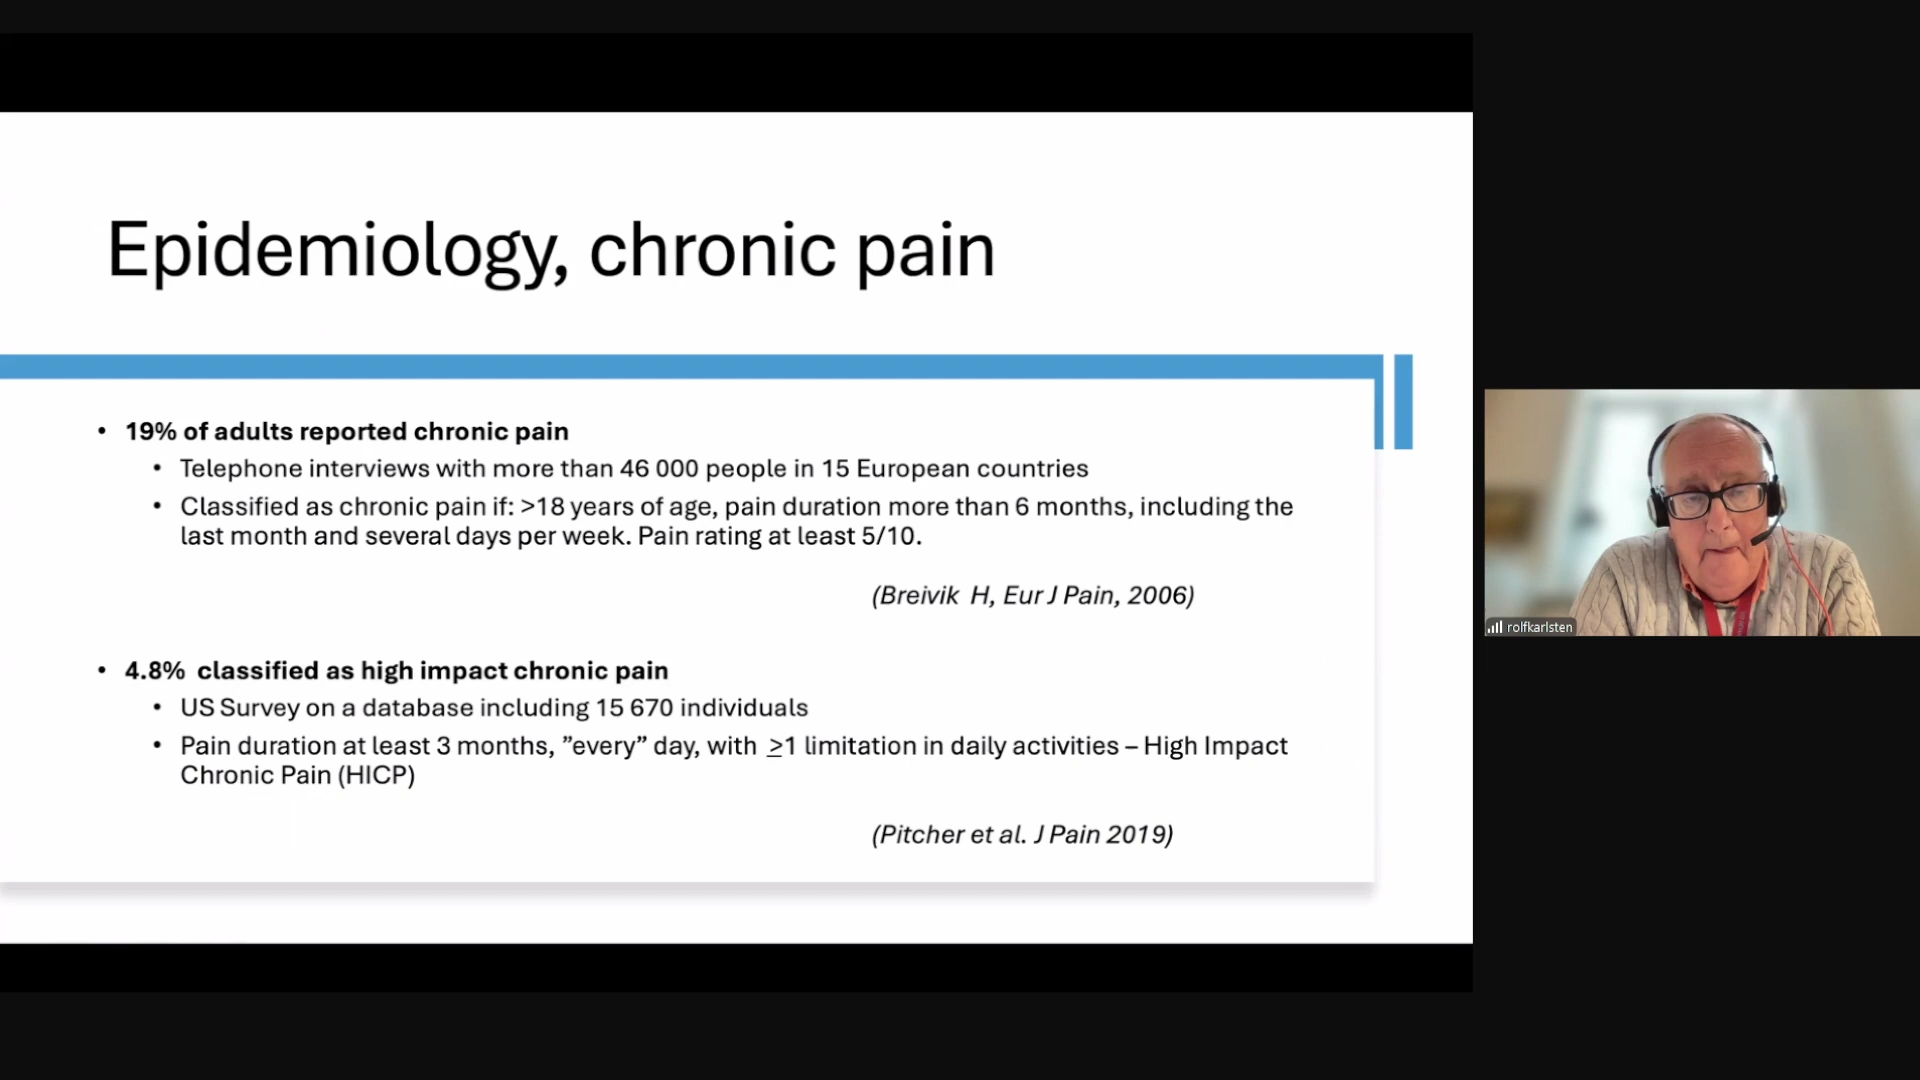 Epidemiology, chronic pain
• 19% of adults reported chronic pain
• Telephone interviews with more than 46 000 people in 15 European countries
• Classified as chronic pain if: >18 years of age, pain duration more than 6 months, including the
last month and several days per week. Pain rating at least 5/10.
(Breivik H, Eur J Pain, 2006)
• 4.8% classified as high impact chronic pain
• US Survey on a database including 15 670 individuals
• Pain duration at least 3 months, ”every” day, with ≥1 limitation in daily activities – High Impact
Chronic Pain (HICP)
(Pitcher et al. J Pain 2019)
rolfkarlsten